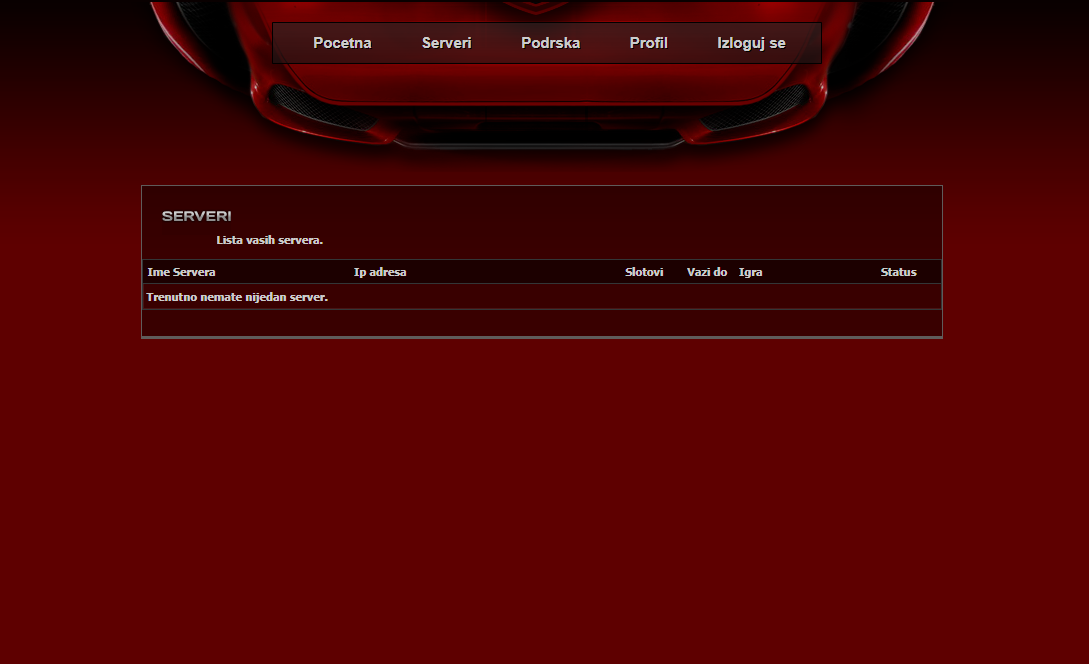 Pocetna Serveri Podrska Profil Izloguj se
SERVERI
Lista vasih servera.
Ime Servera Ip adresa Slotovi Vazi do Igra Status
Trenutno nemate nijedan server.